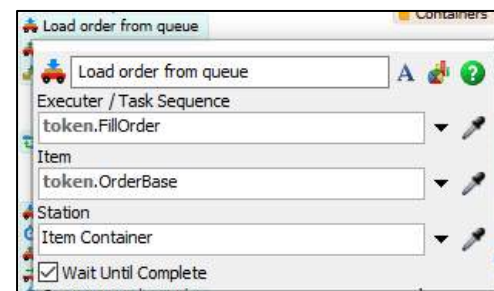 Load order from queue
Containers
Load order from queue
A
Executer / Task Sequence
token.FillOrder
Item
token.OrderBase
Station
Item Container
Wait Until Complete